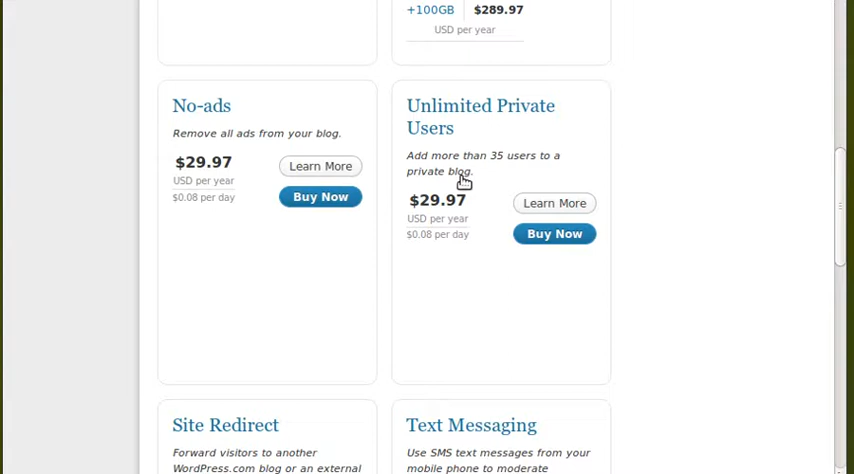 +100GB $289.97
USD per year
No-ads
Remove all ads from your blog.
$29.97
USD per year
$0.08 per day
Learn More
Buy Now
Unlimited Private
Users
Add more than 35 users to a
private blog.
$29.97
USD per year
$0.08 per day
Learn More
Buy Now
Site Redirect
Forward visitors to another
WordPress.com blog or an external
Text Messaging
Use SMS text messages from your
mobile phone to moderate